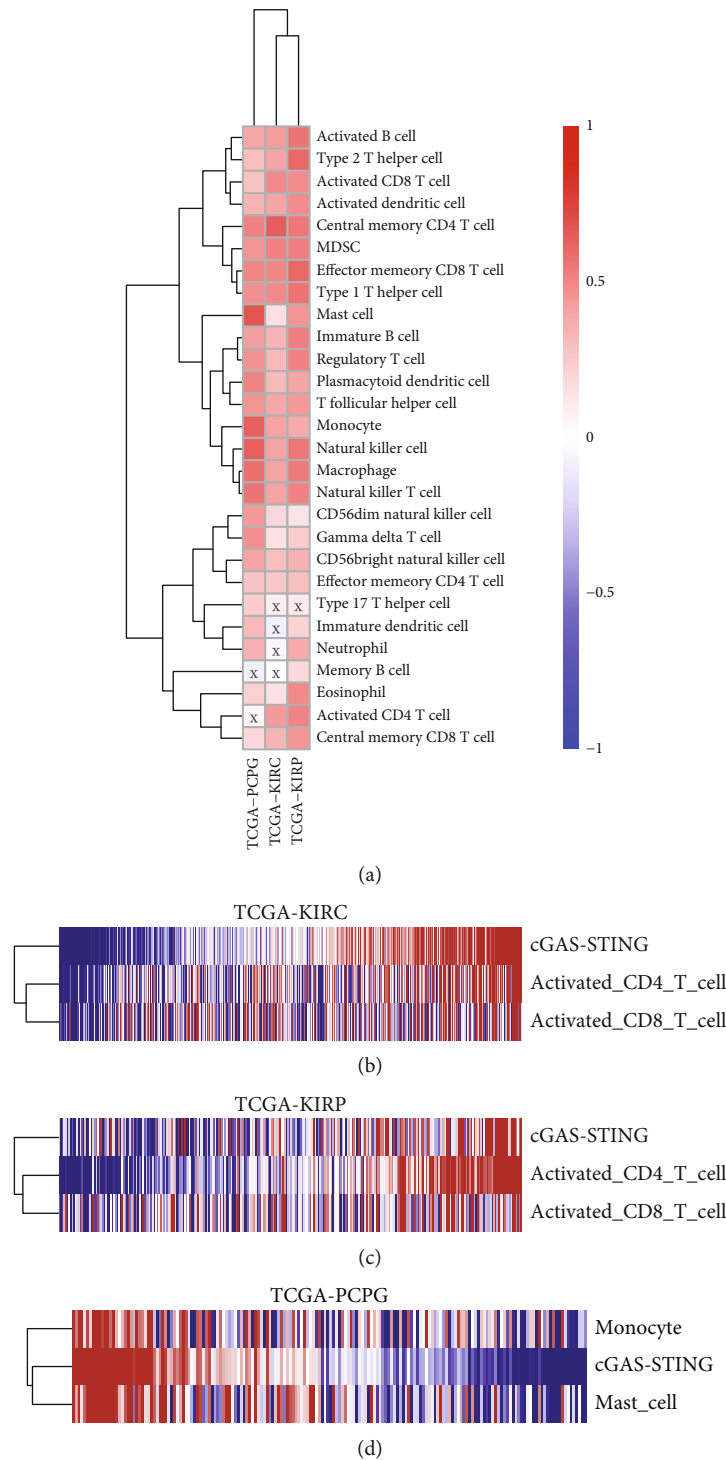 Activated B cell
Type 2 T helper cell
Activated CD8 T cell
Activated dendritic cell
Central memory CD4 T cell
MDSC
Effector memeory CD8 T cell
Type 1 T helper cell
Mast cell
Immature B cell
Regulatory T cell
Plasmacytoid dendritic cell
T follicular helper cell
Monocyte
Natural killer cell
Macrophage
Natural killer T cell
CD56dim natural killer cell
Gamma delta T cell
CD56bright natural killer cell
Effector memeory CD4 T cell
x x Type 17 T helper cell
x Immature dendritic cell
x Neutrophil
x x Memory B cell
Eosinophil
x Activated CD4 T cell
Central memory CD8 T cell
1
0.5
0
−0.5
−1
TCGA−PCPG
TCGA−KIRC
TCGA−KIRP
(a)
TCGA-KIRC
cGAS-STING
Activated_CD4_T_cell
Activated_CD8_T_cell
(b)
TCGA-KIRP
cGAS-STING
Activated_CD4_T_cell
Activated_CD8_T_cell
(c)
TCGA-PCPG
Monocyte
cGAS-STING
Mast_cell
(d)